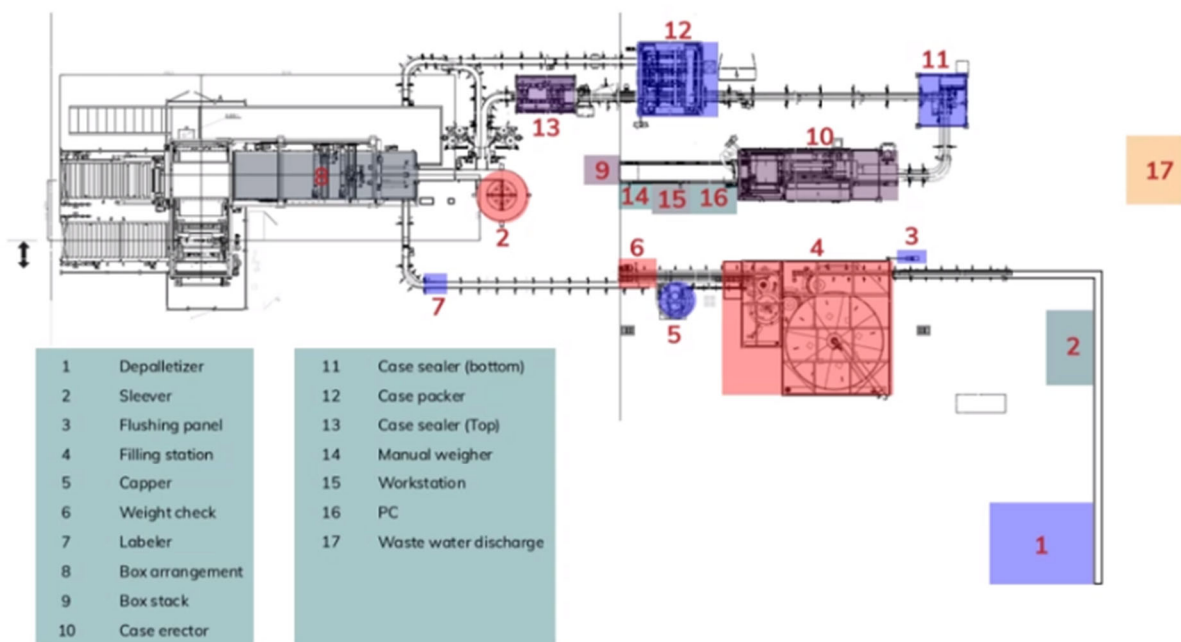 12
11
13
10
17
9
8
14 15 16
2
3
6
4
7
5
2
1
1 Depalletizer
2 Sleever
3 Flushing panel
4 Filling station
5 Capper
6 Weight check
7 Labeler
8 Box arrangement
9 Box stack
10 Case erector
11 Case sealer (bottom)
12 Case packer
13 Case sealer (Top)
14 Manual weigher
15 Workstation
16 PC
17 Waste water discharge